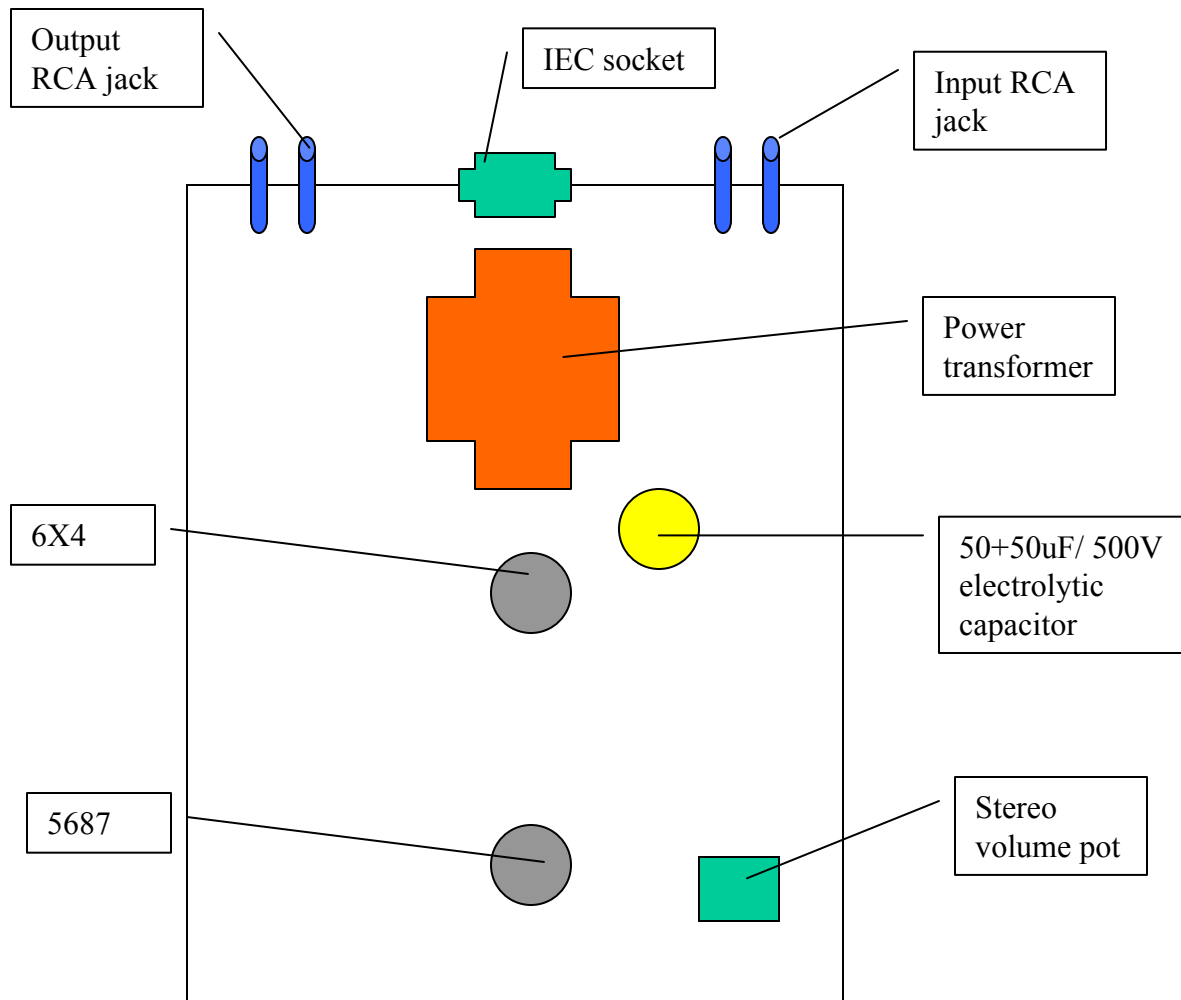 Output
RCA jack
IEC socket
Input RCA
jack
Power
transformer
6X4
50+50uF/ 500V
electrolytic
capacitor
5687
Stereo
volume pot